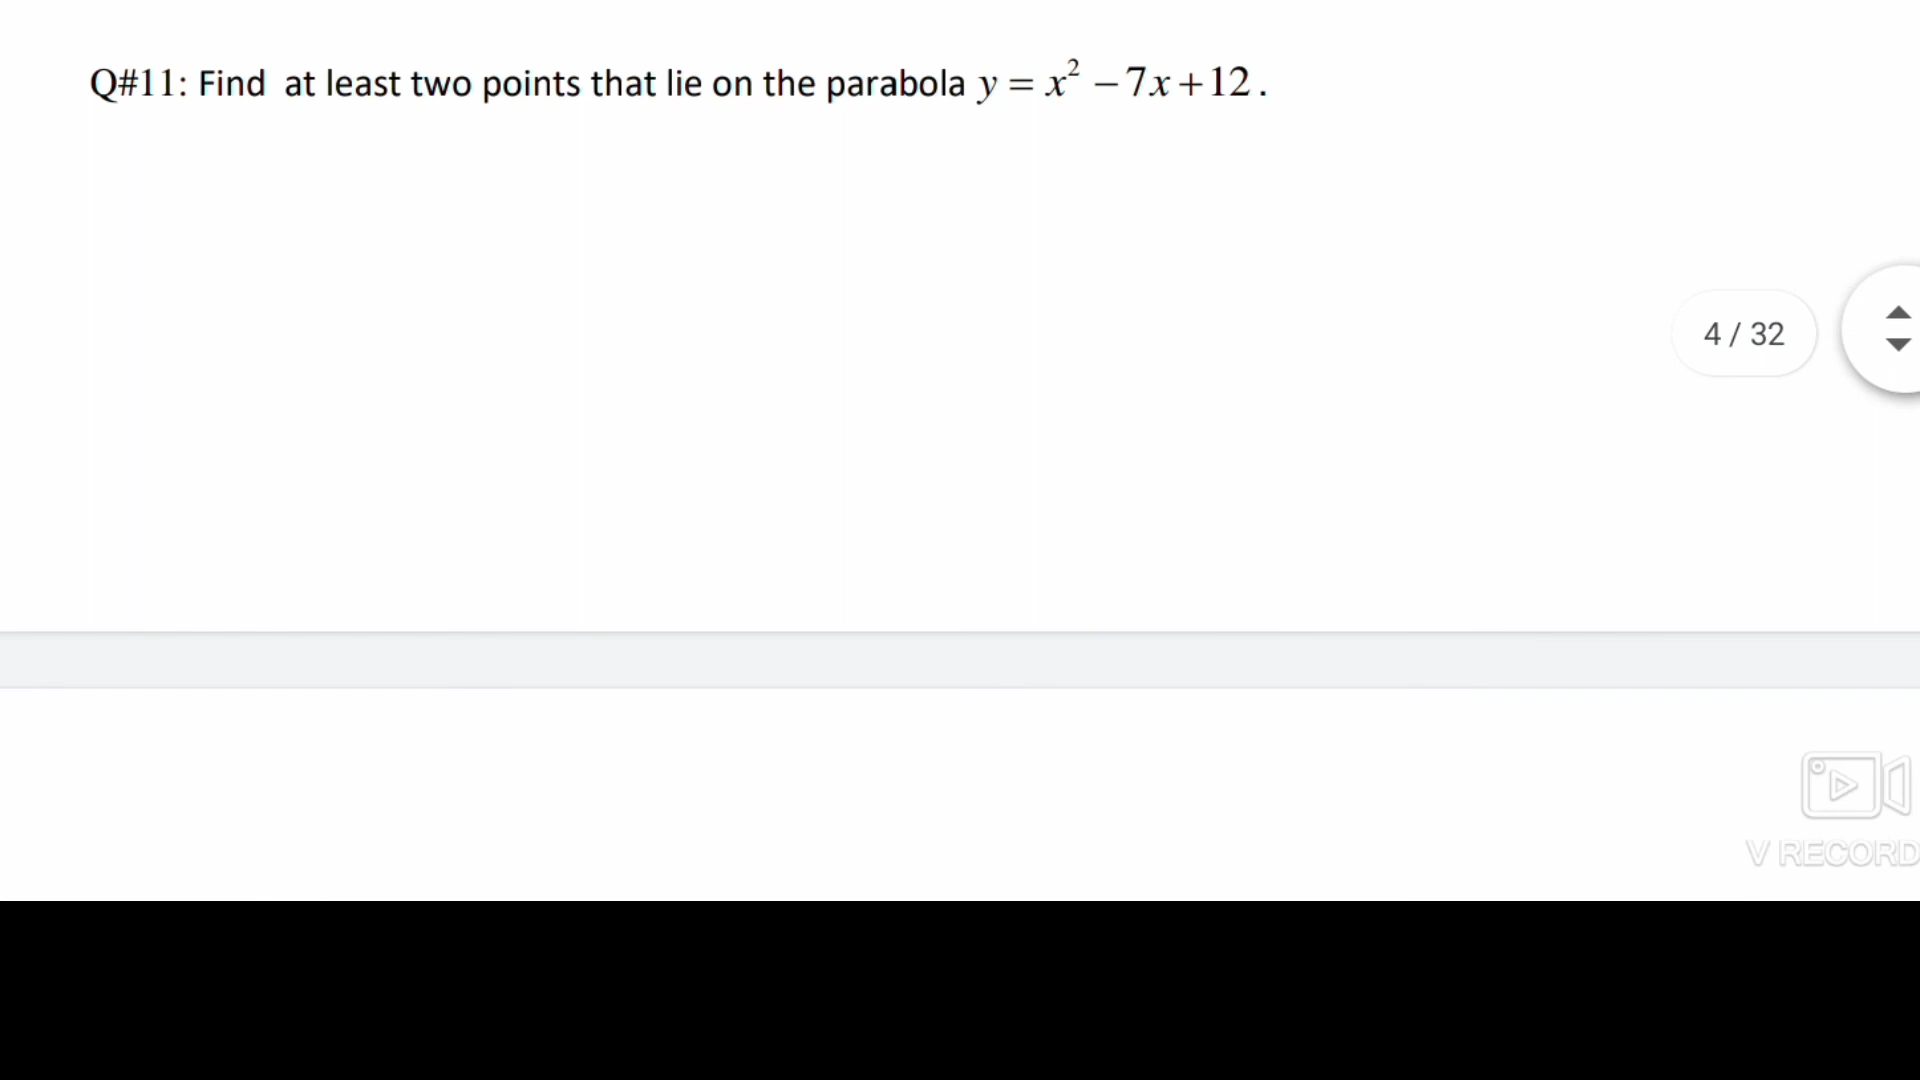 Q#11: Find at least two points that lie on the parabola y = x² – 7x+12.
4 / 32
V RECORD